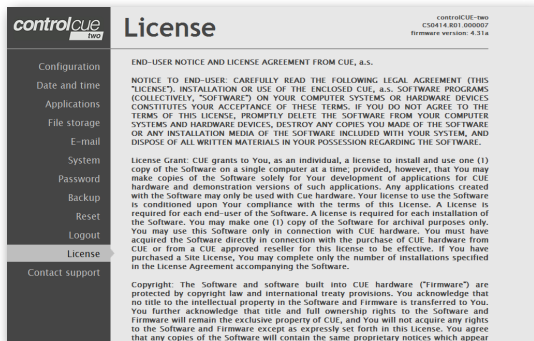 controlcue
two
License
controlCUE-two
CS0414.R01.000007
firmware version: 4.31a
Configuration
Date and time
Applications
File storage
E-mail
System
Password
Backup
Reset
Logout
License
Contact support
END-USER NOTICE AND LICENSE AGREEMENT FROM CUE, a.s.
NOTICE TO END-USER: CAREFULLY READ THE FOLLOWING LEGAL AGREEMENT (THIS
"LICENSE"). INSTALLATION OR USE OF THE ENCLOSED CUE, a.s. SOFTWARE PROGRAMS
(COLLECTIVELY, "SOFTWARE") ON YOUR COMPUTER SYSTEMS OR HARDWARE DEVICES
CONSTITUTES YOUR ACCEPTANCE OF THESE TERMS. IF YOU DO NOT AGREE TO THE
TERMS OF THIS LICENSE, PROMPTLY DELETE THE SOFTWARE FROM YOUR COMPUTER
SYSTEMS AND HARDWARE DEVICES, DESTROY ANY COPIES YOU MADE OF THE SOFTWARE
OR ANY INSTALLATION MEDIA OF THE SOFTWARE INCLUDED WITH YOUR SYSTEM, AND
DISPOSE OF ALL WRITTEN MATERIALS IN YOUR POSSESSION REGARDING THE SOFTWARE.
License Grant: CUE grants to You, as an individual, a license to install and use one (1)
copy of the Software on a single computer at a time; provided, however, that You may
make copies of the Software solely for Your development of applications for CUE
hardware and demonstration versions of such applications. Any applications created
with the Software may only be used with Cue hardware. Your license to use the Software
is conditioned upon Your compliance with the terms of this License. A License is
required for each end-user of the Software. A license is required for each installation of
the Software. You may make one (1) copy of the Software for archival purposes only.
You may use this Software only in connection with CUE hardware. You must have
acquired the Software directly in connection with the purchase of CUE hardware from
CUE or from a CUE approved reseller for this license to be effective. If You have
purchased a Site License, You may complete only the number of installations specified
in the License Agreement accompanying the Software.
Copyright: The Software and software built into CUE hardware ("Firmware") are
protected by copyright law and international treaty provisions. You acknowledge that
no title to the intellectual property in the Software and Firmware is transferred to You.
You further acknowledge that title and full ownership rights to the Software and
Firmware will remain the exclusive property of CUE, and You will not acquire any rights
to the Software and Firmware except as expressly set forth in this License. You agree
that any copies of the Software will contain the same proprietary notices which appear